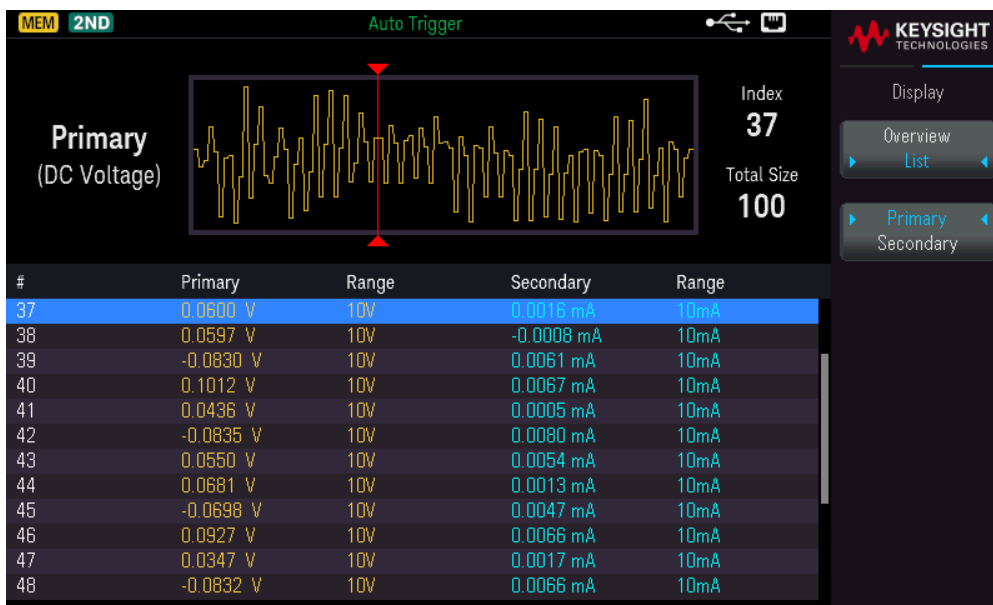 MEM 2ND Auto Trigger
KEYSIGHT
TECHNOLOGIES
Display
Overview
List
Primary
Secondary
Primary
(DC Voltage)
Index
37
Total Size
100
# Primary Range Secondary Range
37 0.0600 V 10V 0.0016 mA 10mA
38 0.0597 V 10V -0.0008 mA 10mA
39 -0.0830 V 10V 0.0061 mA 10mA
40 0.1012 V 10V 0.0067 mA 10mA
41 0.0436 V 10V 0.0005 mA 10mA
42 -0.0835 V 10V 0.0080 mA 10mA
43 0.0550 V 10V 0.0054 mA 10mA
44 0.0681 V 10V 0.0013 mA 10mA
45 -0.0698 V 10V 0.0047 mA 10mA
46 0.0927 V 10V 0.0066 mA 10mA
47 0.0347 V 10V 0.0017 mA 10mA
48 -0.0832 V 10V 0.0066 mA 10mA